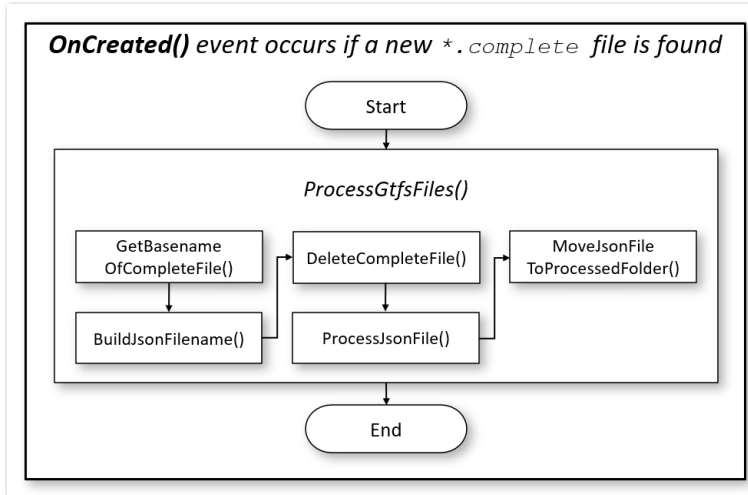 OnCreated() event occurs if a new *.complete file is found
Start
ProcessGtfsFiles()
GetBasename
OfCompleteFile()
BuildJsonFilename()
DeleteCompleteFile()
ProcessJsonFile()
MoveJsonFile
ToProcessedFolder()
End